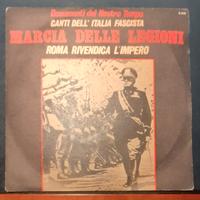 Documenti del Nostro Tempo
CANTI DELL' ITALIA FASCISTA
MARCIA DELLE LEGIONI
ROMA RIVENDICA L'IMPERO